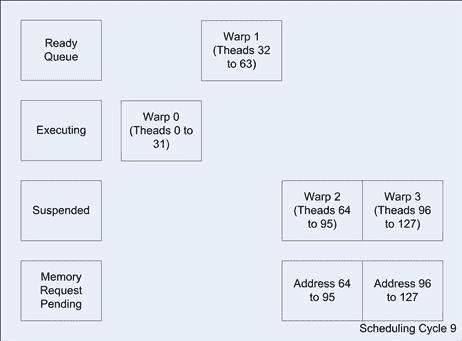 Ready
Queue
Warp 1
(Theads 32
to 63)
Executing
Warp 0
(Theads 0 to
31)
Suspended
Warp 2
(Theads 64
to 95)
Warp 3
(Theads 96
to 127)
Memory
Request
Pending
Address 64
to 95
Address 96
to 127
Scheduling Cycle 9